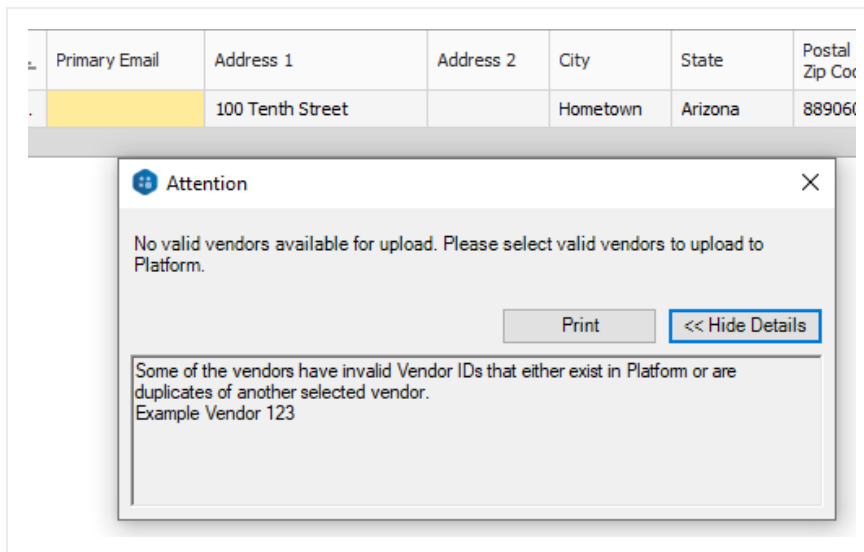 Primary Email Address 1 Address 2 City State Postal
Zip Coc
100 Tenth Street Hometown Arizona 889060
Attention
No valid vendors available for upload. Please select valid vendors to upload to
Platform.
Print << Hide Details
Some of the vendors have invalid Vendor IDs that either exist in Platform or are
duplicates of another selected vendor.
Example Vendor 123